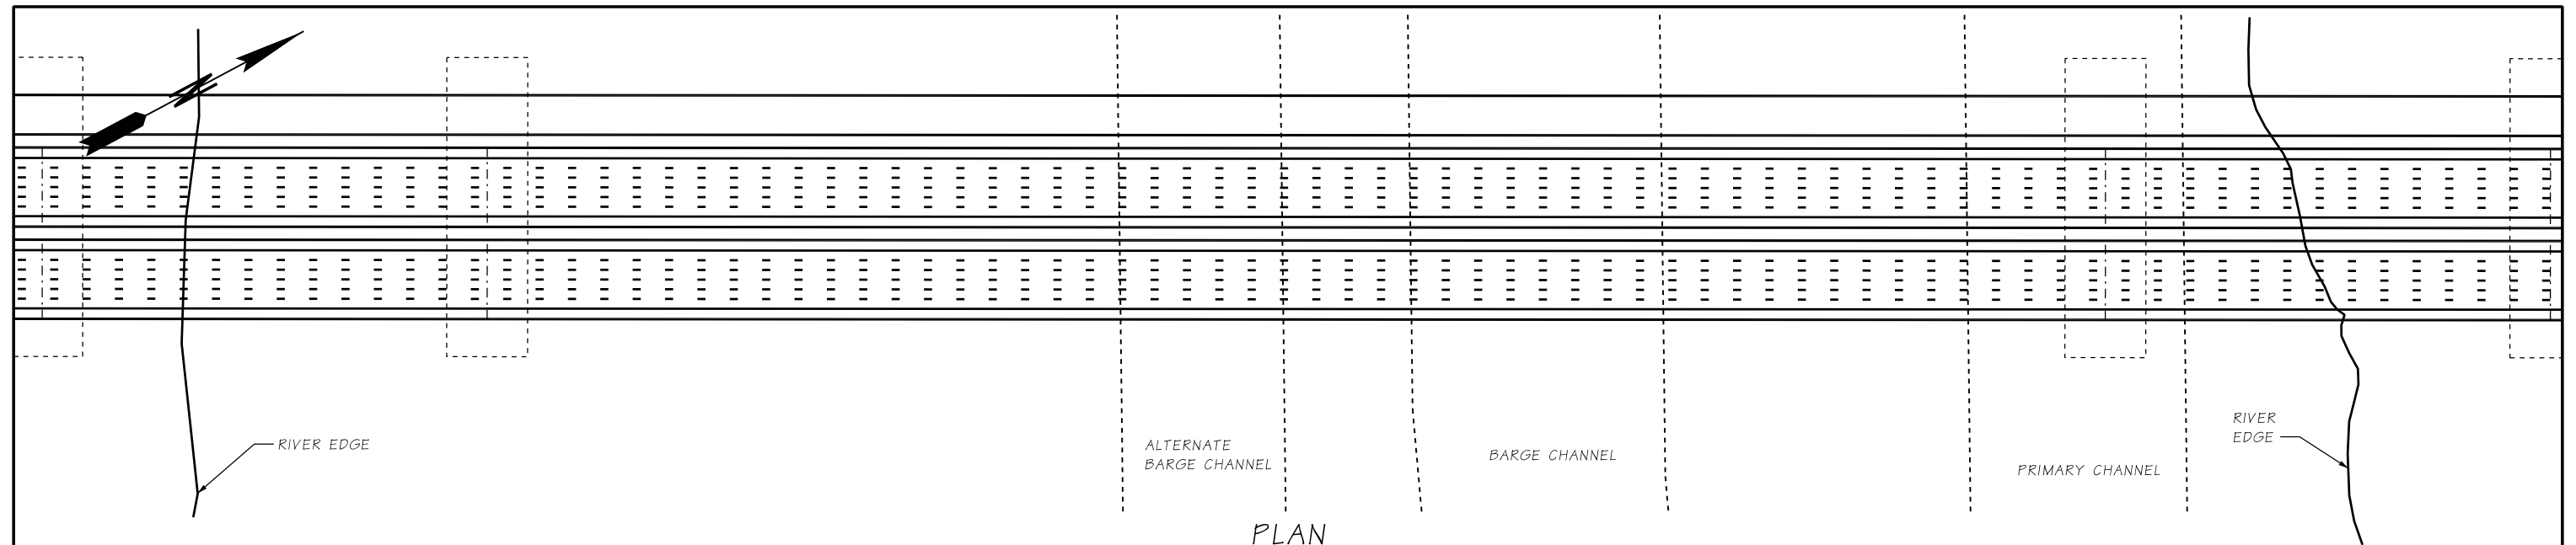 RIVER EDGE
ALTERNATE
BARGE CHANNEL
BARGE CHANNEL
PRIMARY CHANNEL
RIVER
EDGE
PLAN